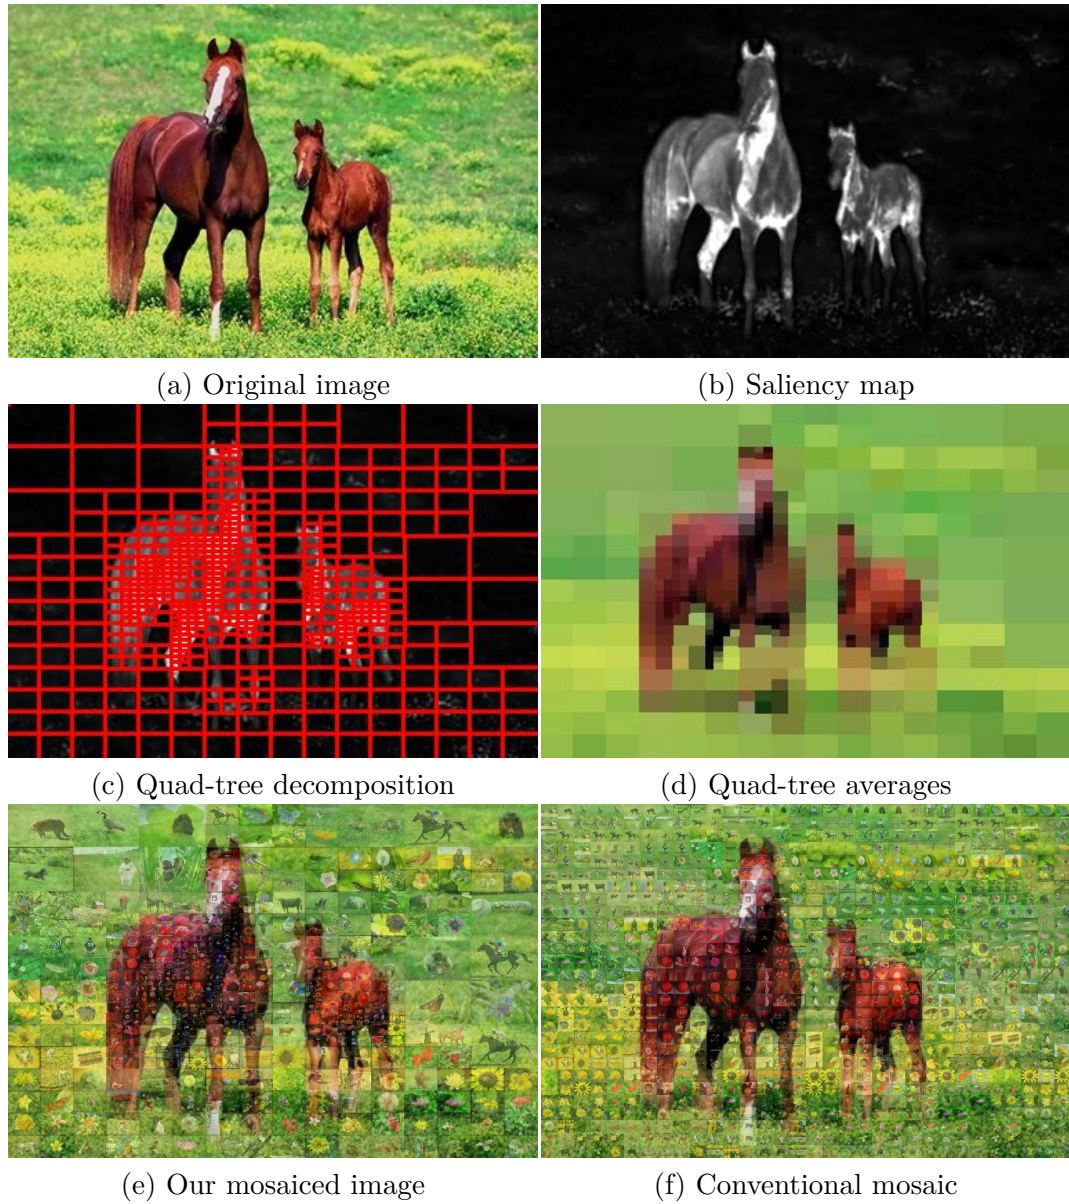 (a) Original image
(b) Saliency map
(c) Quad-tree decomposition
(d) Quad-tree averages
(e) Our mosaiced image
(f) Conventional mosaic